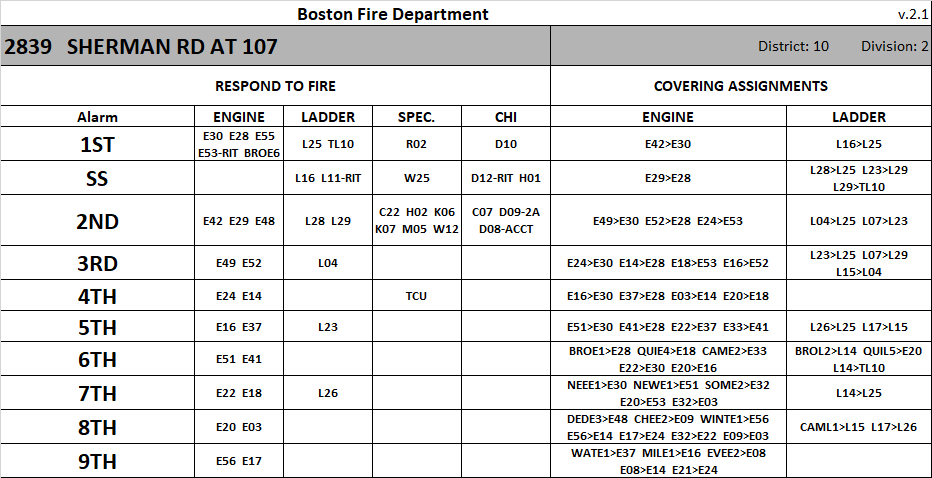 Boston Fire Department v.2.1
2839 SHERMAN RD AT 107 District: 10 Division: 2
RESPOND TO FIRE COVERING ASSIGNMENTS
Alarm ENGINE LADDER SPEC. CHI ENGINE LADDER
1ST
E30 E28 E55
E53-RIT BROE6
L25 TL10
R02
D10
E42>E30
L16>L25
SS
L16 L11-RIT
W25
D12-RIT H01
E29>E28
L28>L25 L23>L29
L29>TL10
2ND
E42 E29 E48
L28 L29
C22 H02 K06
K07 M05 W12
C07 D09-2A
D08-ACCT
E49>E30 E52>E28 E24>E53
L04>L25 L07>L23
3RD
E49 E52
L04
E24>E30 E14>E28 E18>E53 E16>E52
L23>L25 L07>L29
L15>L04
4TH
E24 E14
TCU
E16>E30 E37>E28 E03>E14 E20>E18
5TH
E16 E37
L23
E51>E30 E41>E28 E22>E37 E33>E41
L26>L25 L17>L15
6TH
E51 E41
BROE1>E28 QUIE4>E18 CAME2>E33
E22>E30 E20>E16
BROL2>L14 QUIL5>E20
L14>TL10
7TH
E22 E18
L26
NEEE1>E30 NEWE1>E51 SOME2>E32
E20>E53 E32>E03
L14>L25
8TH
E20 E03
DEDE3>E48 CHEE2>E09 WINTE1>E56
E56>E14 E17>E24 E32>E22 E09>E03
CAML1>L15 L17>L26
9TH
E56 E17
WATE1>E37 MILE1>E16 EVEE2>E08
E08>E14 E21>E24